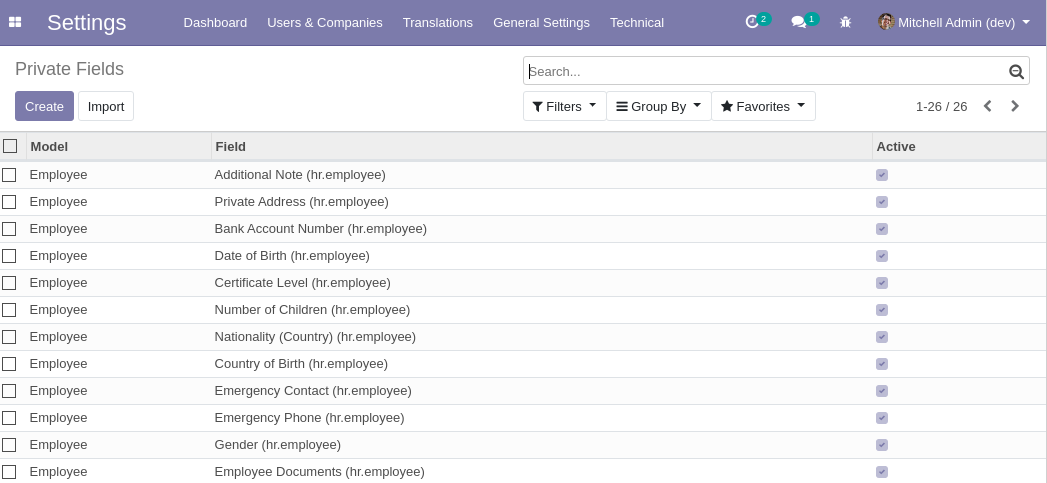 Settings Dashboard Users & Companies Translations General Settings Technical 2 1 Mitchell Admin (dev)
Private Fields Search...
Create Import Filters Group By Favorites 1-26 / 26
Model Field Active
Employee Additional Note (hr.employee)
Employee Private Address (hr.employee)
Employee Bank Account Number (hr.employee)
Employee Date of Birth (hr.employee)
Employee Certificate Level (hr.employee)
Employee Number of Children (hr.employee)
Employee Nationality (Country) (hr.employee)
Employee Country of Birth (hr.employee)
Employee Emergency Contact (hr.employee)
Employee Emergency Phone (hr.employee)
Employee Gender (hr.employee)
Employee Employee Documents (hr.employee)